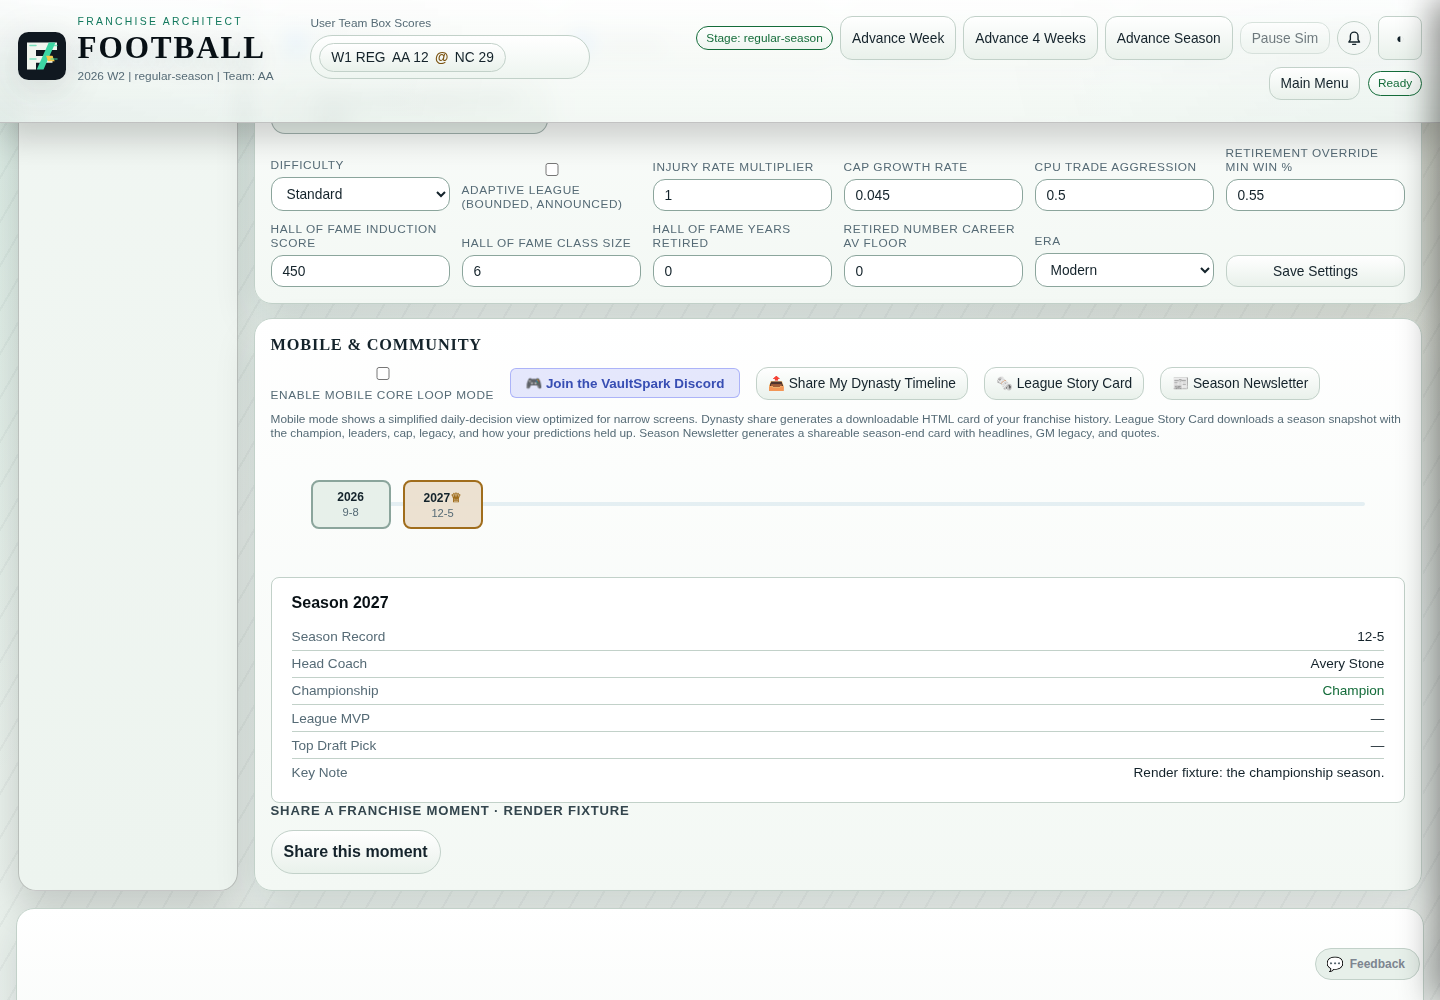 FRANCHISE ARCHITECT
FOOTBALL
2026 W2 | regular-season | Team: AA
User Team Box Scores
W1 REG AA 12 @ NC 29
Stage: regular-season
Advance Week
Advance 4 Weeks
Advance Season
Pause Sim
Main Menu
Ready
DIFFICULTY
Standard
ADAPTIVE LEAGUE
(BOUNDED, ANNOUNCED)
INJURY RATE MULTIPLIER
1
CAP GROWTH RATE
0.045
CPU TRADE AGGRESSION
0.5
RETIREMENT OVERRIDE
MIN WIN %
0.55
HALL OF FAME INDUCTION
SCORE
450
HALL OF FAME CLASS SIZE
6
HALL OF FAME YEARS
RETIRED
0
RETIRED NUMBER CAREER
AV FLOOR
0
ERA
Modern
Save Settings
MOBILE & COMMUNITY
ENABLE MOBILE CORE LOOP MODE
🎮 Join the VaultSpark Discord
📤 Share My Dynasty Timeline
🗞️ League Story Card
📰 Season Newsletter
Mobile mode shows a simplified daily-decision view optimized for narrow screens. Dynasty share generates a downloadable HTML card of your franchise history. League Story Card downloads a season snapshot with
the champion, leaders, cap, legacy, and how your predictions held up. Season Newsletter generates a shareable season-end card with headlines, GM legacy, and quotes.
2026
9-8
2027♛
12-5
Season 2027
Season Record 12-5
Head Coach Avery Stone
Championship Champion
League MVP —
Top Draft Pick —
Key Note Render fixture: the championship season.
SHARE A FRANCHISE MOMENT · RENDER FIXTURE
Share this moment
💬 Feedback